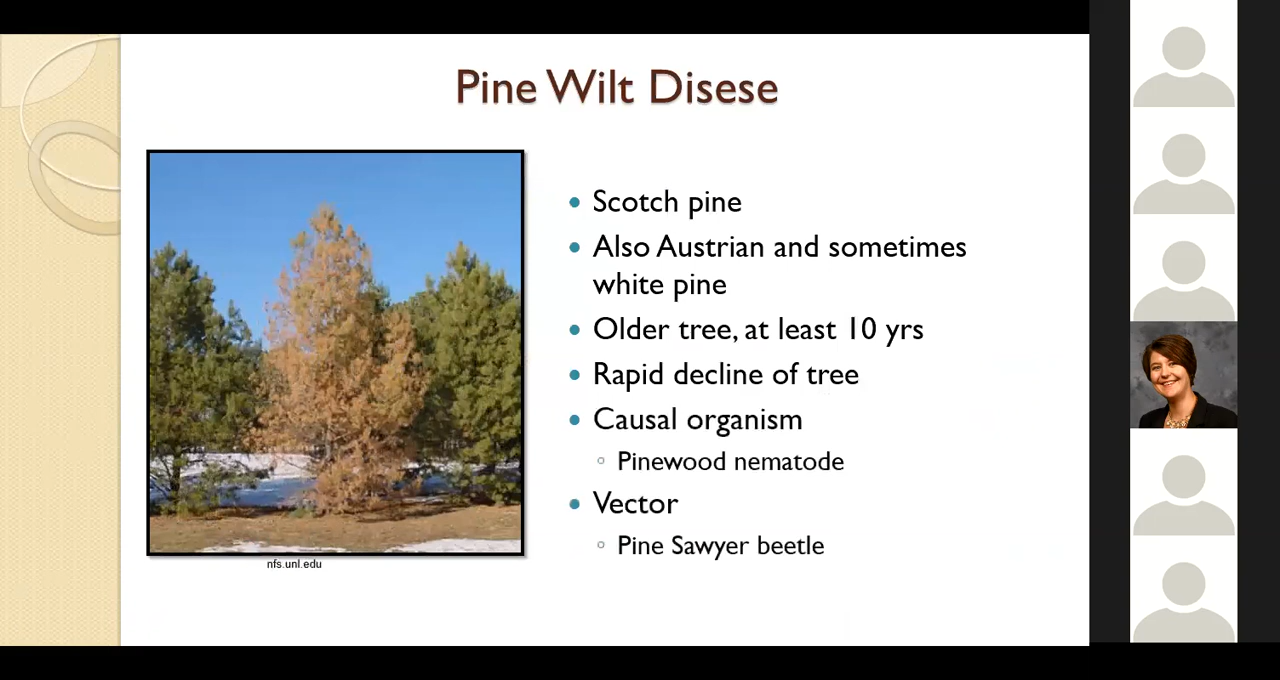 Pine Wilt Disese
Scotch pine
Also Austrian and sometimes
white pine
Older tree, at least 10 yrs
Rapid decline of tree
Causal organism
Pinewood nematode
Vector
Pine Sawyer beetle
nfs.unl.edu